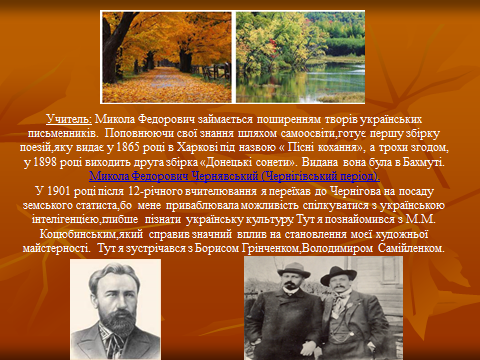 Учитель: Микола Федорович займається поширенням творів українських
письменників. Поповнюючи свої знання шляхом самоосвіти,готує першу збірку
поезій,яку видає у 1865 році в Харкові під назвою « Пісні кохання», а трохи згодом,
у 1898 році виходить друга збірка «Донецькі сонети». Видана вона була в Бахмуті.
Микола Федорович Чернявський (Чернігівський період).
У 1901 році після 12-річного вчителювання я переїхав до Чернігова на посаду
земського статиста,бо мене приваблювала можливість спілкуватися з українською
інтелігенцією,глибше пізнати українську культуру. Тут я познайомився з М.М.
Коцюбинським,який справив значний вплив на становлення моєї художньої
майстерності. Тут я зустрічався з Борисом Грінченком,Володимиром Самійленком.